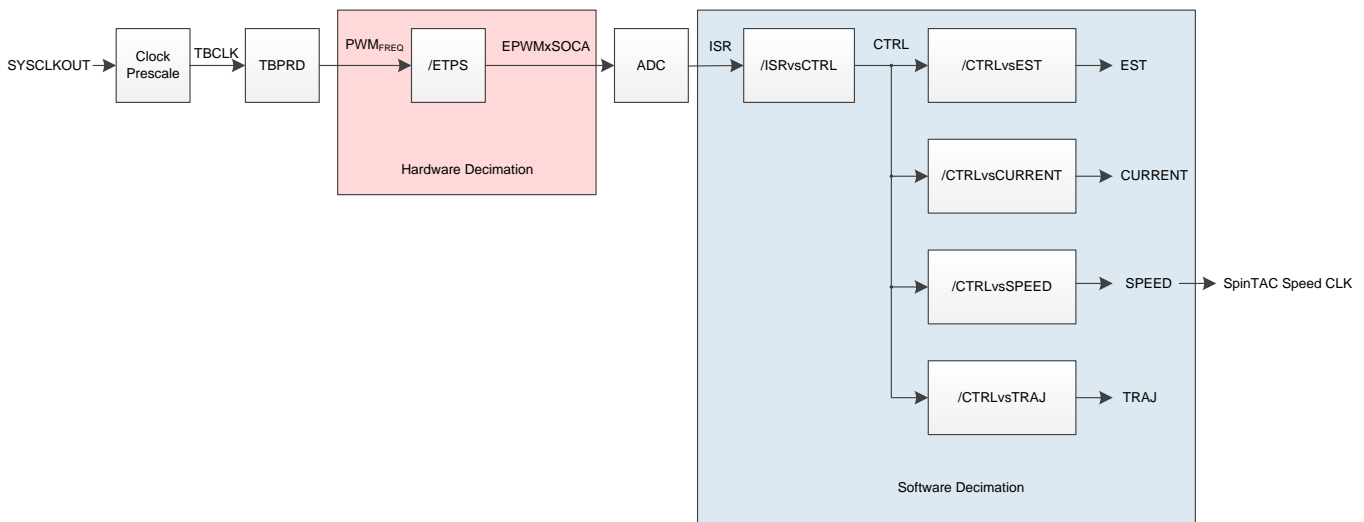 SYSCLKOUT
Clock
Prescale
TBCLK
TBPRD
PWMFREQ
/ETPS
EPWMxSOCA
Hardware Decimation
ADC
ISR
/ISRvsCTRL
CTRL
/CTRLvsEST
EST
/CTRLvsCURRENT
CURRENT
/CTRLvsSPEED
SPEED
SpinTAC Speed CLK
/CTRLvsTRAJ
TRAJ
Software Decimation